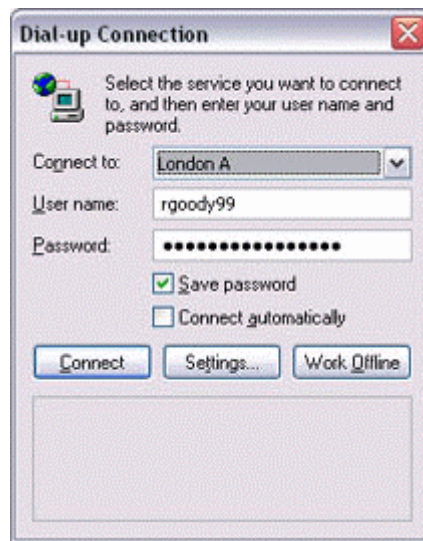 Dial-up Connection
Select the service you want to connect
to, and then enter your user name and
password.
Connect to: London A
User name: rgoody99
Password: ●●●●●●●●●●●●●●●●
Save password
Connect automatically
Connect Settings... Work Offline